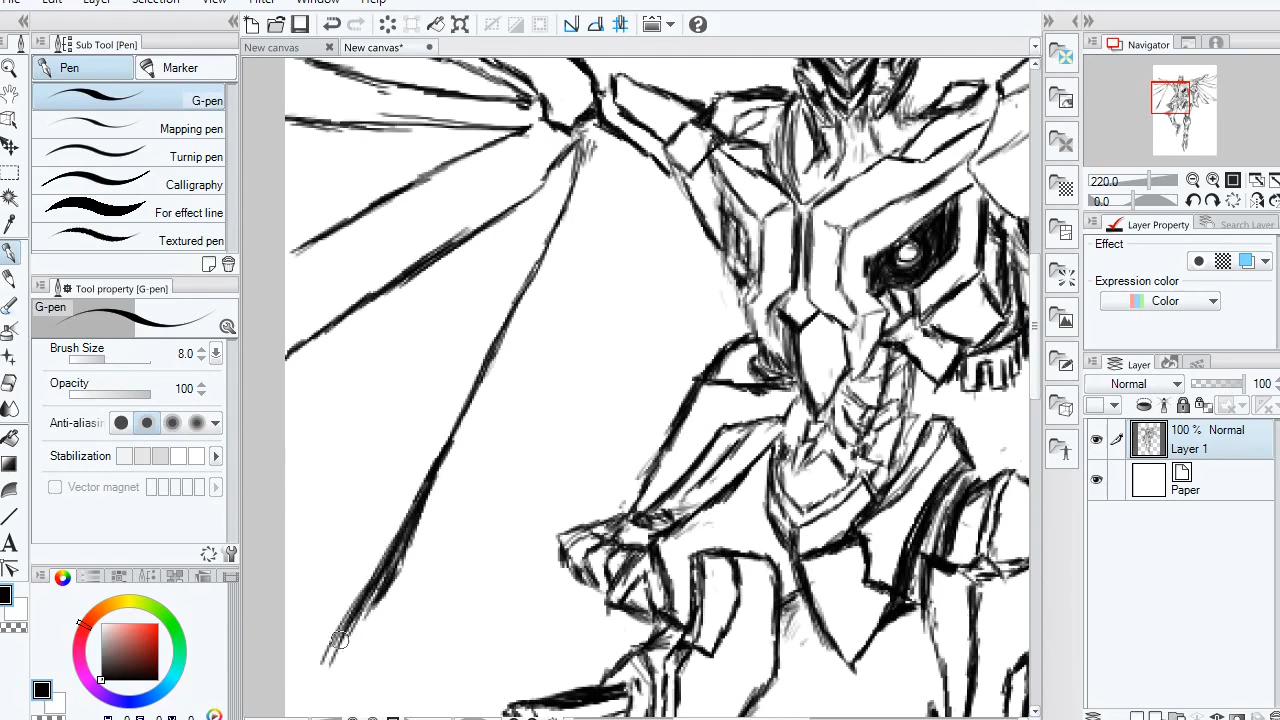 Edit Layer Selection Filter Window Help
Sub Tool [Pen]
New canvas
New canvas*
Navigator
Pen
Marker
G-pen
Mapping pen
Turnip pen
Calligraphy
For effect line
Textured pen
220.0
0.0
Layer Property
Search Layer
Effect
Expression color
Color
Tool property [G-pen]
G-pen
Brush Size
8.0
Opacity
100
Anti-aliasin
Stabilization
Vector magnet
Layer
Normal
100
100 % Normal
Layer 1
Paper
A